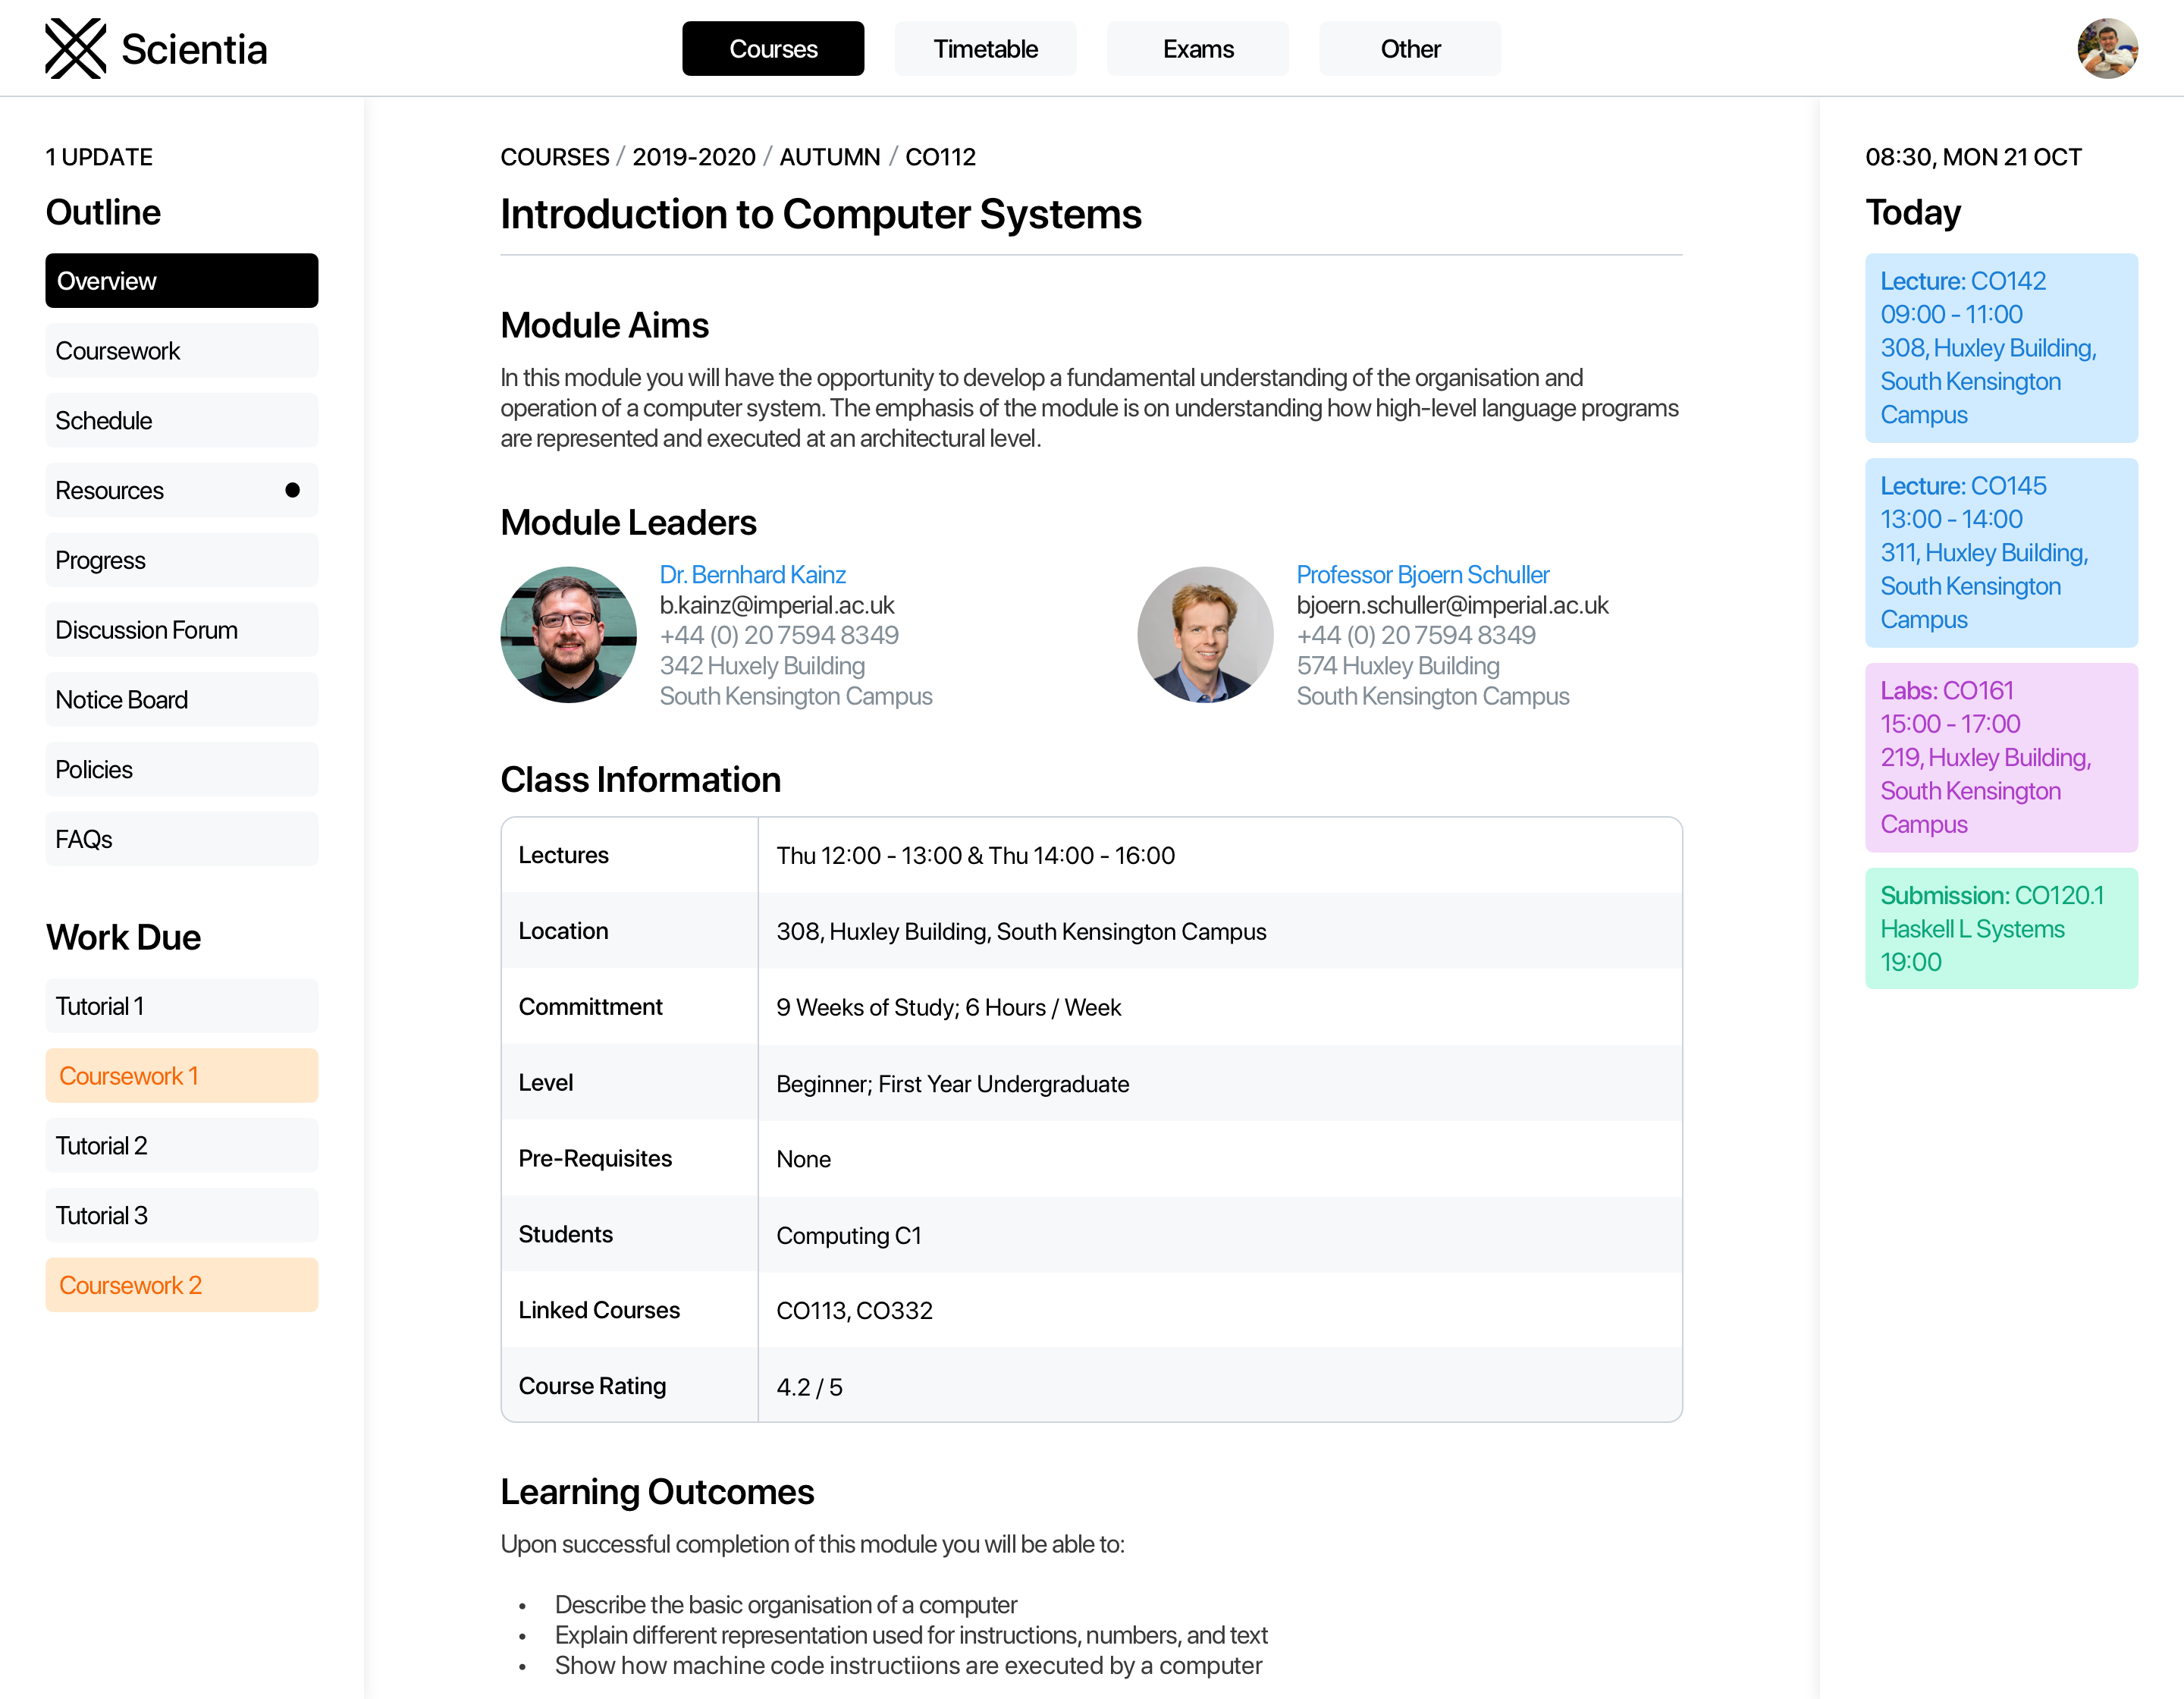 Scientia
Courses
Timetable
Exams
Other
1 UPDATE
Outline
Overview
Coursework
Schedule
Resources
Progress
Discussion Forum
Notice Board
Policies
FAQs
Work Due
Tutorial 1
Coursework 1
Tutorial 2
Tutorial 3
Coursework 2
COURSES / 2019-2020 / AUTUMN / CO112
Introduction to Computer Systems
Module Aims
In this module you will have the opportunity to develop a fundamental understanding of the organisation and
operation of a computer system. The emphasis of the module is on understanding how high-level language programs
are represented and executed at an architectural level.
Module Leaders
Dr. Bernhard Kainz
b.kainz@imperial.ac.uk
+44 (0) 20 7594 8349
342 Huxely Building
South Kensington Campus
Professor Bjoern Schuller
bjoern.schuller@imperial.ac.uk
+44 (0) 20 7594 8349
574 Huxley Building
South Kensington Campus
Class Information
Lectures
Thu 12:00 - 13:00 & Thu 14:00 - 16:00
Location
308, Huxley Building, South Kensington Campus
Committment
9 Weeks of Study; 6 Hours / Week
Level
Beginner; First Year Undergraduate
Pre-Requisites
None
Students
Computing C1
Linked Courses
CO113, CO332
Course Rating
4.2 / 5
Learning Outcomes
Upon successful completion of this module you will be able to:
• Describe the basic organisation of a computer
• Explain different representation used for instructions, numbers, and text
• Show how machine code instructiions are executed by a computer
08:30, MON 21 OCT
Today
Lecture: CO142
09:00 - 11:00
308, Huxley Building,
South Kensington
Campus
Lecture: CO145
13:00 - 14:00
311, Huxley Building,
South Kensington
Campus
Labs: CO161
15:00 - 17:00
219, Huxley Building,
South Kensington
Campus
Submission: CO120.1
Haskell L Systems
19:00